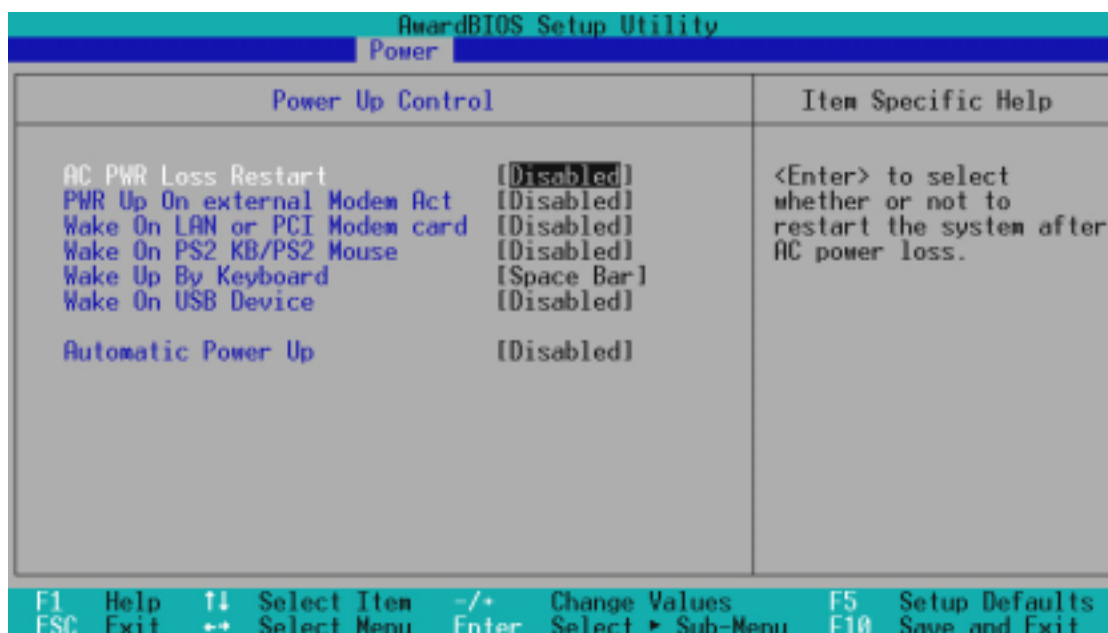 AwardBIOS Setup Utility
Power
Power Up Control
Item Specific Help
AC PWR Loss Restart [Disabled]
PWR Up On external Modem Act [Disabled]
Wake On LAN or PCI Modem card [Disabled]
Wake On PS2 KB/PS2 Mouse [Disabled]
Wake Up By Keyboard [Space Bar]
Wake On USB Device [Disabled]
Automatic Power Up [Disabled]
<Enter> to select
whether or not to
restart the system after
AC power loss.
F1 Help ↑↓ Select Item -/+ Change Values F5 Setup Defaults
ESC Exit ←→ Select Menu Enter Select ► Sub-Menu F10 Save and Exit